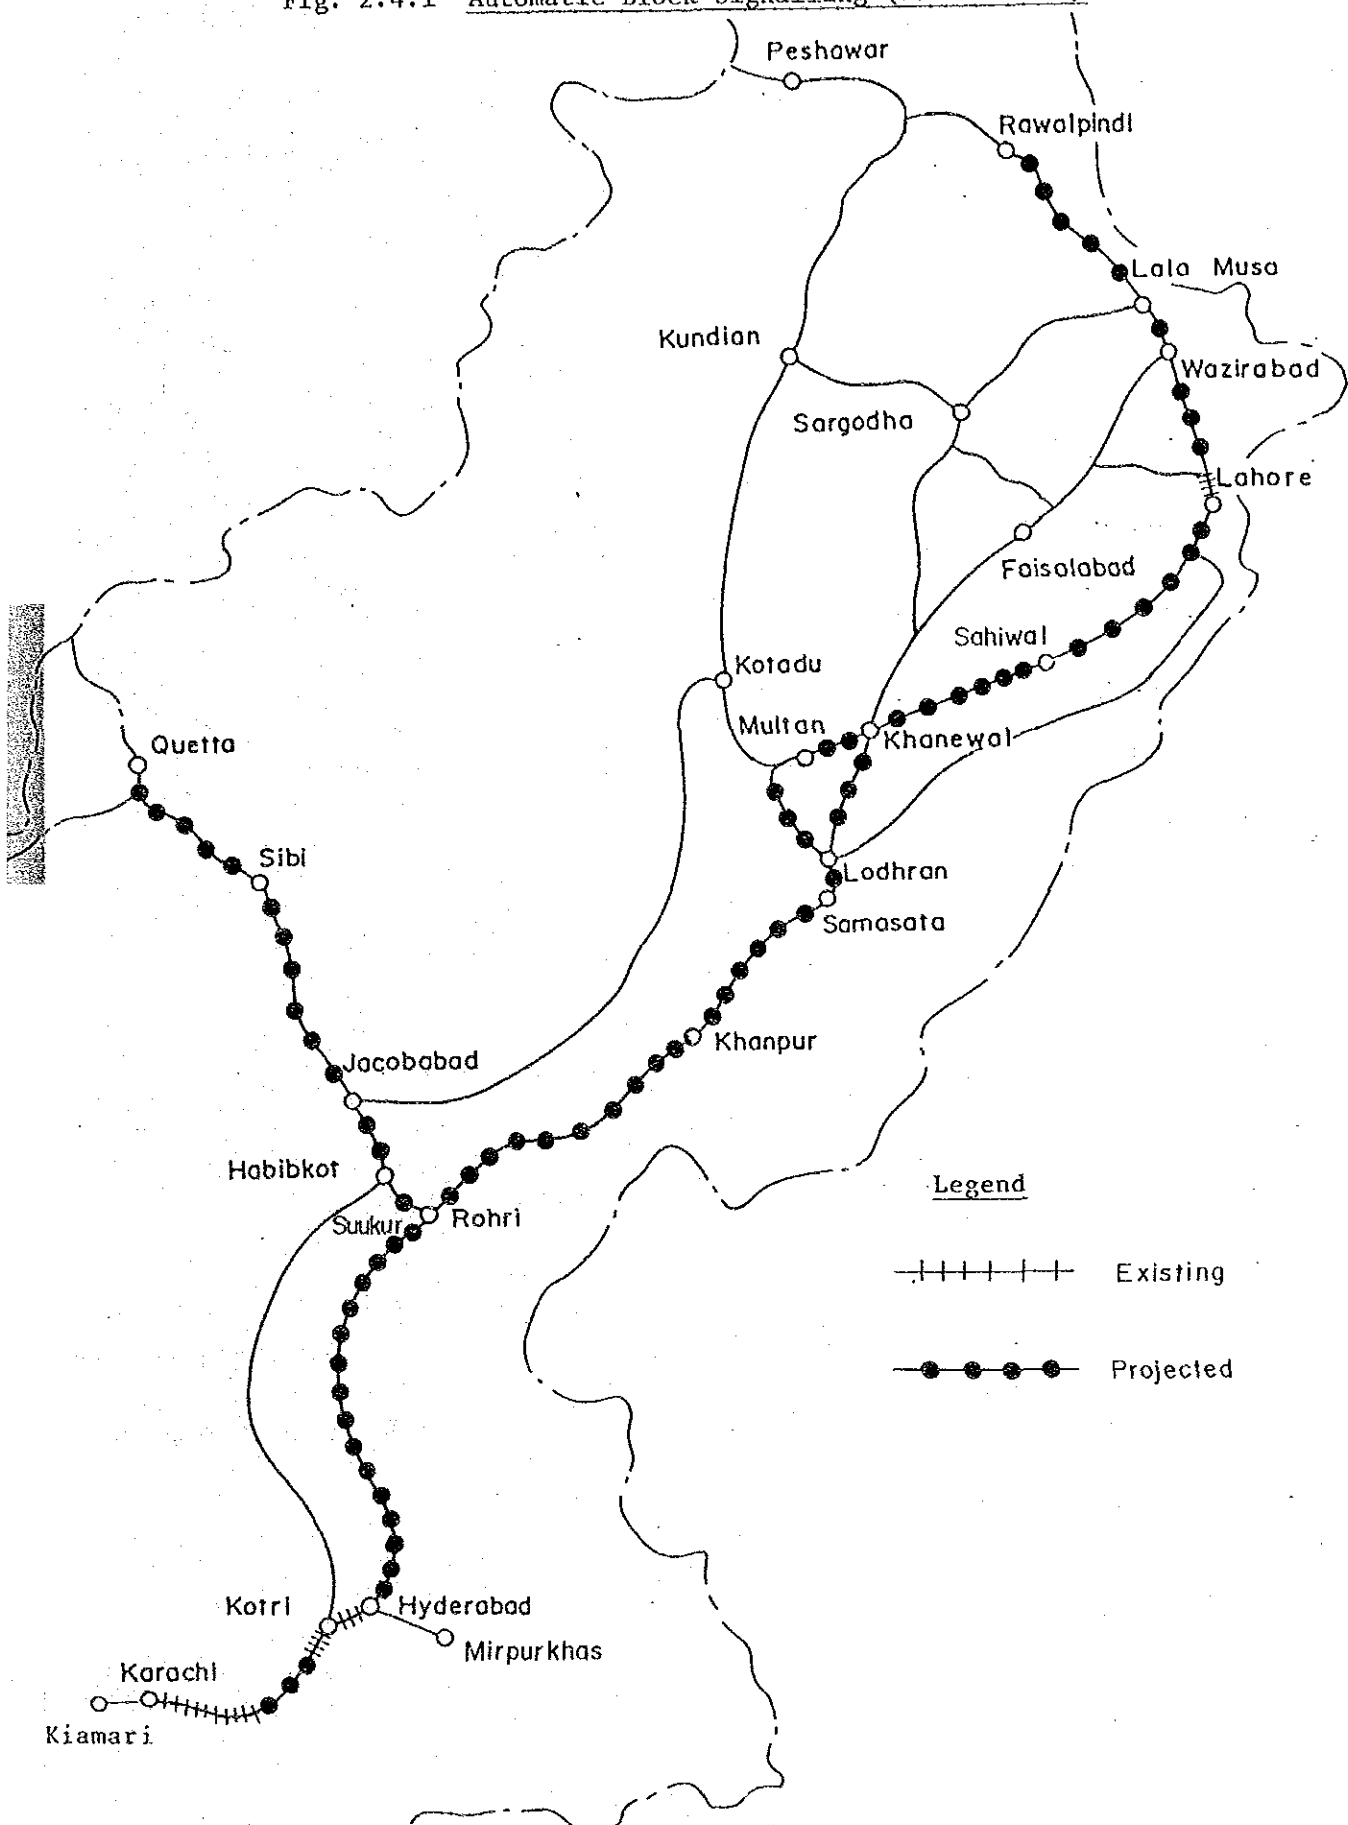 Fig. 2.4.1 Automatic Block Signalling
Peshawar
Rawalpindi
Lala Musa
Kundian
Wazirabad
Sargodha
Lahore
Faisalabad
Sahiwal
Kotadu
Multan
Khanewal
Quetta
Sibi
Lodhran
Samasata
Khanpur
Jacobabad
Habibkot
Suukur
Rohri
Legend
Existing
Projected
Kotri
Hyderabad
Mirpurkhas
Karachi
Kiamari